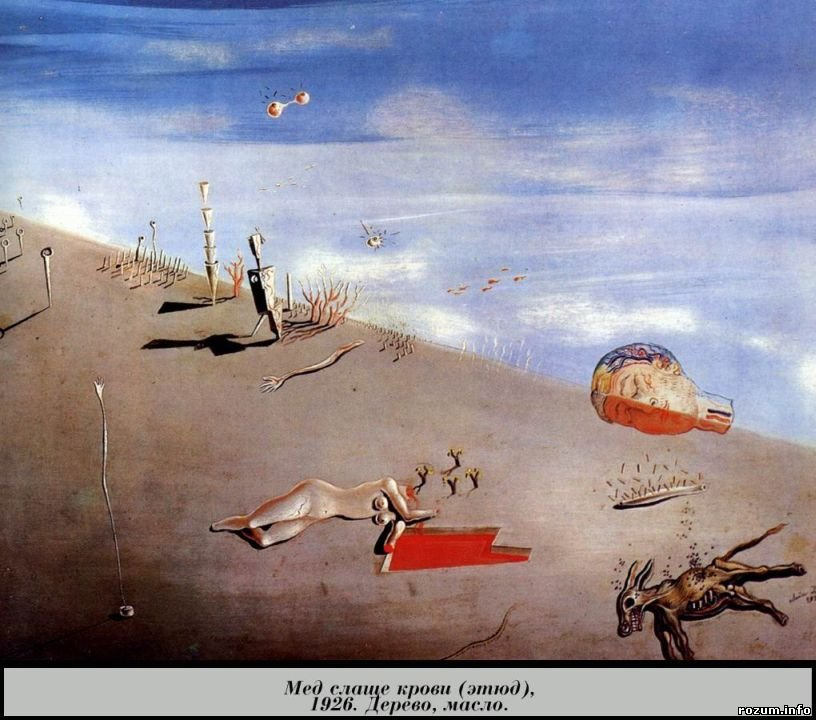 Мед слаще крови (этюд),
1926. Дерево, масло.
rozum.info